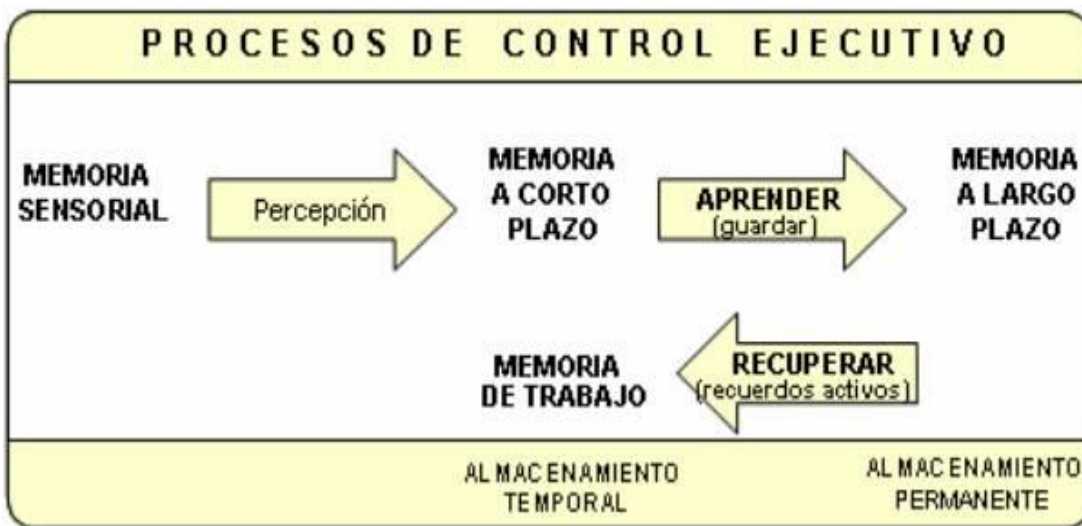 PROCESOS DE CONTROL EJECUTIVO
MEMORIA
SENSORIAL
Percepción
MEMORIA
A CORTO
PLAZO
APRENDER
(guardar)
MEMORIA
A LARGO
PLAZO
MEMORIA
DE TRABAJO
RECUPERAR
(recuerdos activos)
ALMACENAMIENTO
TEMPORAL
ALMACENAMIENTO
PERMANENTE